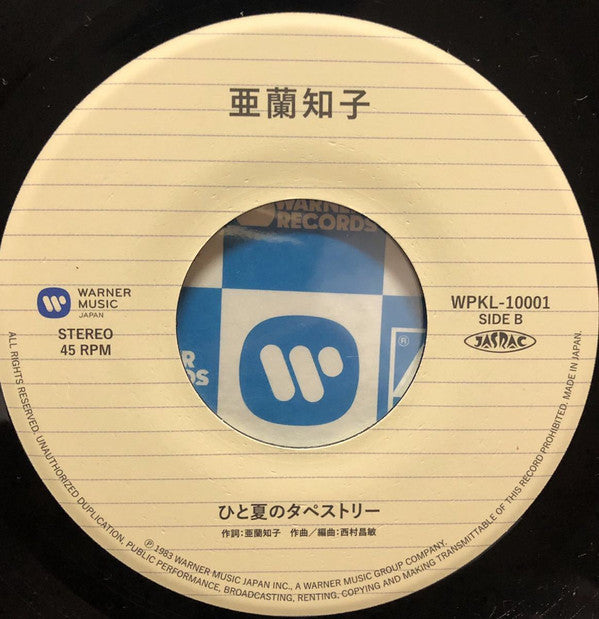 亜蘭知子
WARNER
RECORDS
WARNER
MUSIC
JAPAN
STEREO
45 RPM
WPKL-10001
SIDE B
JASRAC
®
ひと夏のタペストリー
作詞:亜蘭知子 作曲/編曲:西村昌敏
Ⓟ1983 WARNER MUSIC JAPAN INC., A WARNER MUSIC GROUP COMPANY.
ALL RIGHTS RESERVED. UNAUTHORIZED DUPLICATION, PUBLIC PERFORMANCE, BROADCASTING, RENTING, COPYING AND MAKING TRANSMITTABLE OF THIS RECORD PROHIBITED. MADE IN JAPAN.